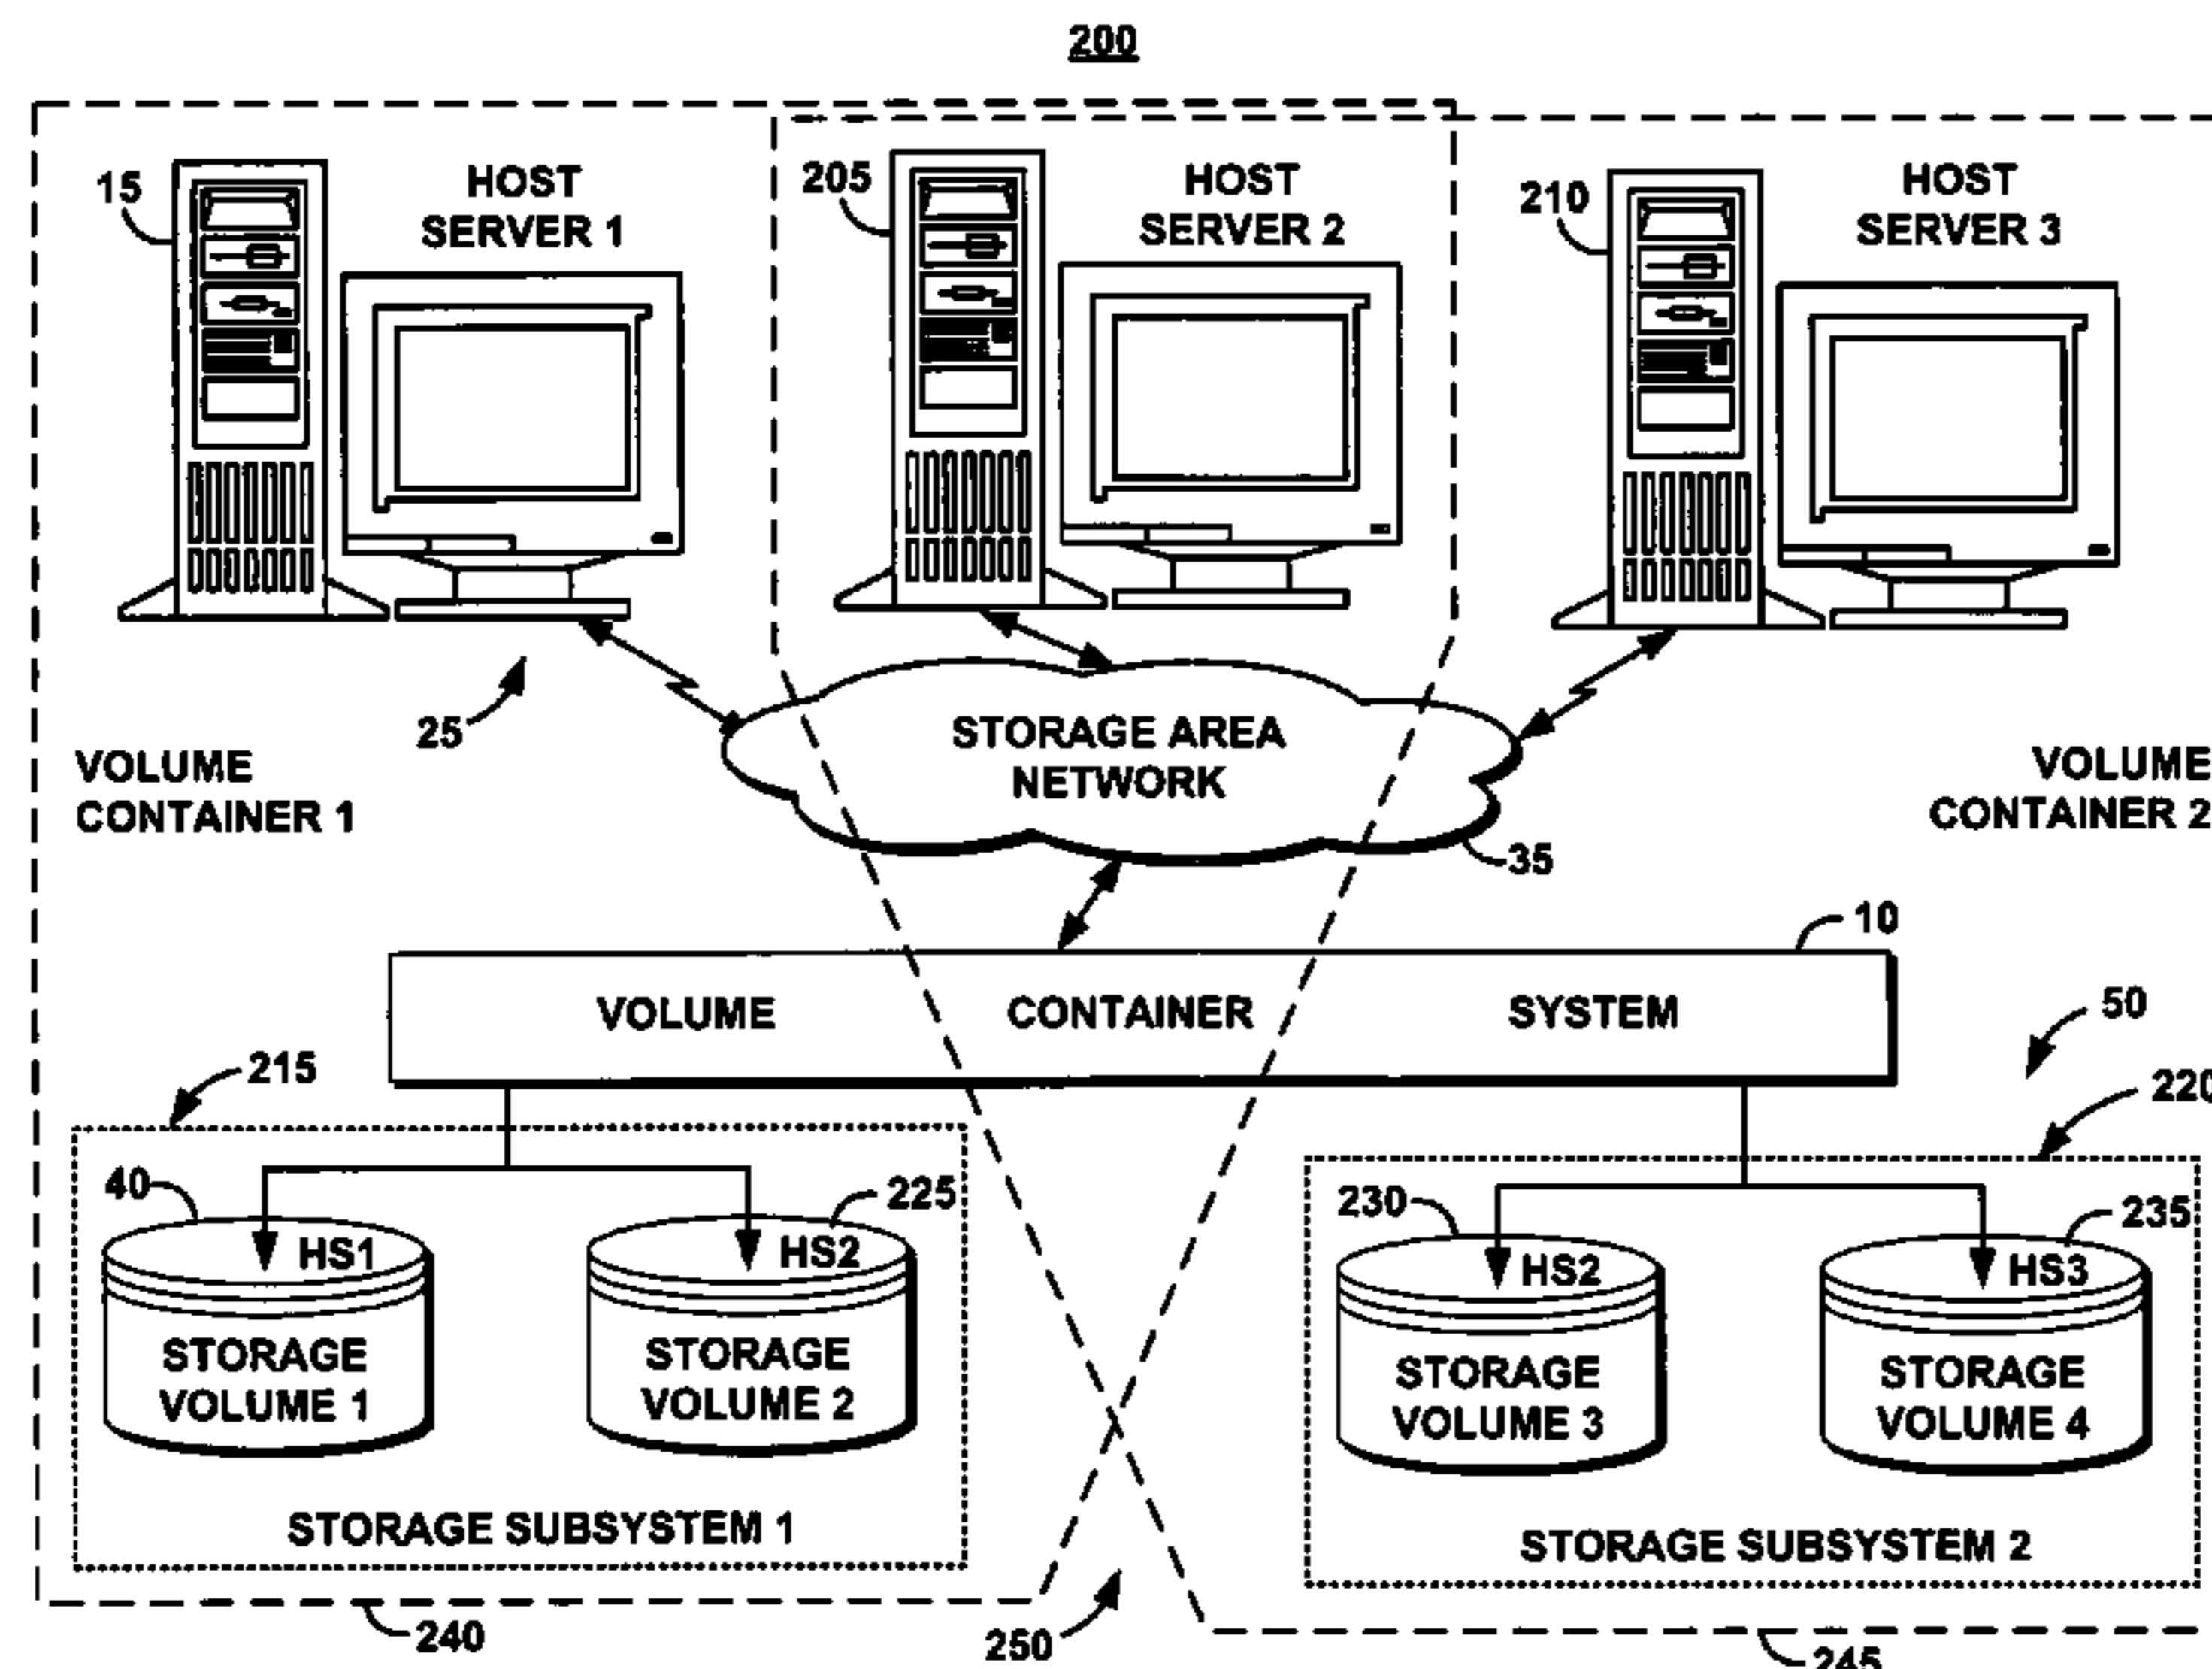 200
15
HOST
SERVER 1
205
HOST
SERVER 2
210
HOST
SERVER 3
25
STORAGE AREA
NETWORK
35
VOLUME
CONTAINER 1
VOLUME
CONTAINER 2
10
VOLUME CONTAINER SYSTEM
50
215
220
40
HS1
STORAGE
VOLUME 1
225
HS2
STORAGE
VOLUME 2
230
HS2
STORAGE
VOLUME 3
235
HS3
STORAGE
VOLUME 4
STORAGE SUBSYSTEM 1
STORAGE SUBSYSTEM 2
240
250
245